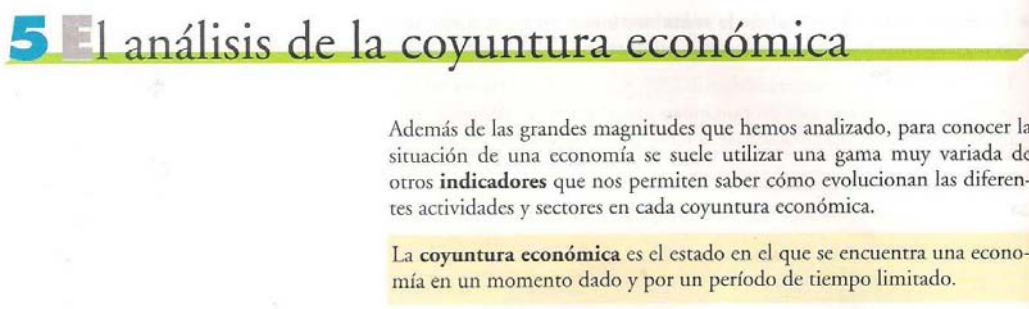 5 El análisis de la coyuntura económica
Además de las grandes magnitudes que hemos analizado, para conocer la
situación de una economía se suele utilizar una gama muy variada de
otros indicadores que nos permiten saber cómo evolucionan las diferen-
tes actividades y sectores en cada coyuntura económica.
La coyuntura económica es el estado en el que se encuentra una econo-
mía en un momento dado y por un período de tiempo limitado.